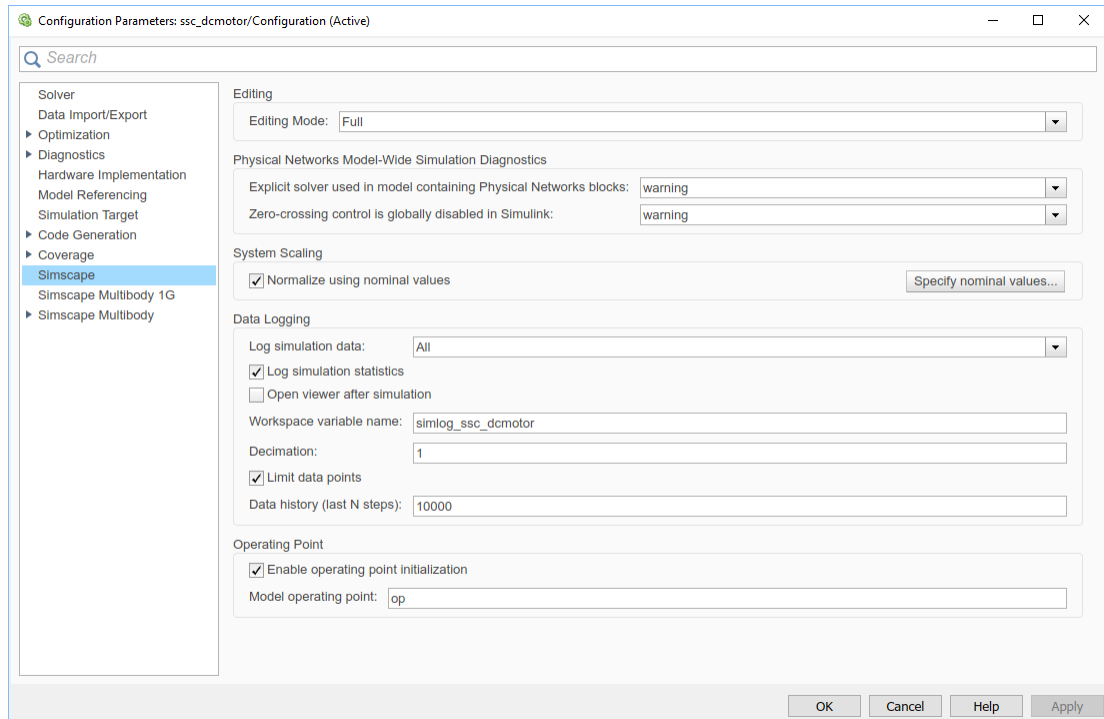 Configuration Parameters: ssc_dcmotor/Configuration (Active)
Search
Solver
Data Import/Export
Optimization
Diagnostics
Hardware Implementation
Model Referencing
Simulation Target
Code Generation
Coverage
Simscape
Simscape Multibody 1G
Simscape Multibody
Editing
Editing Mode: Full
Physical Networks Model-Wide Simulation Diagnostics
Explicit solver used in model containing Physical Networks blocks: warning
Zero-crossing control is globally disabled in Simulink: warning
System Scaling
Normalize using nominal values Specify nominal values...
Data Logging
Log simulation data: All
Log simulation statistics
Open viewer after simulation
Workspace variable name: simlog_ssc_dcmotor
Decimation: 1
Limit data points
Data history (last N steps): 10000
Operating Point
Enable operating point initialization
Model operating point: op
OK Cancel Help Apply